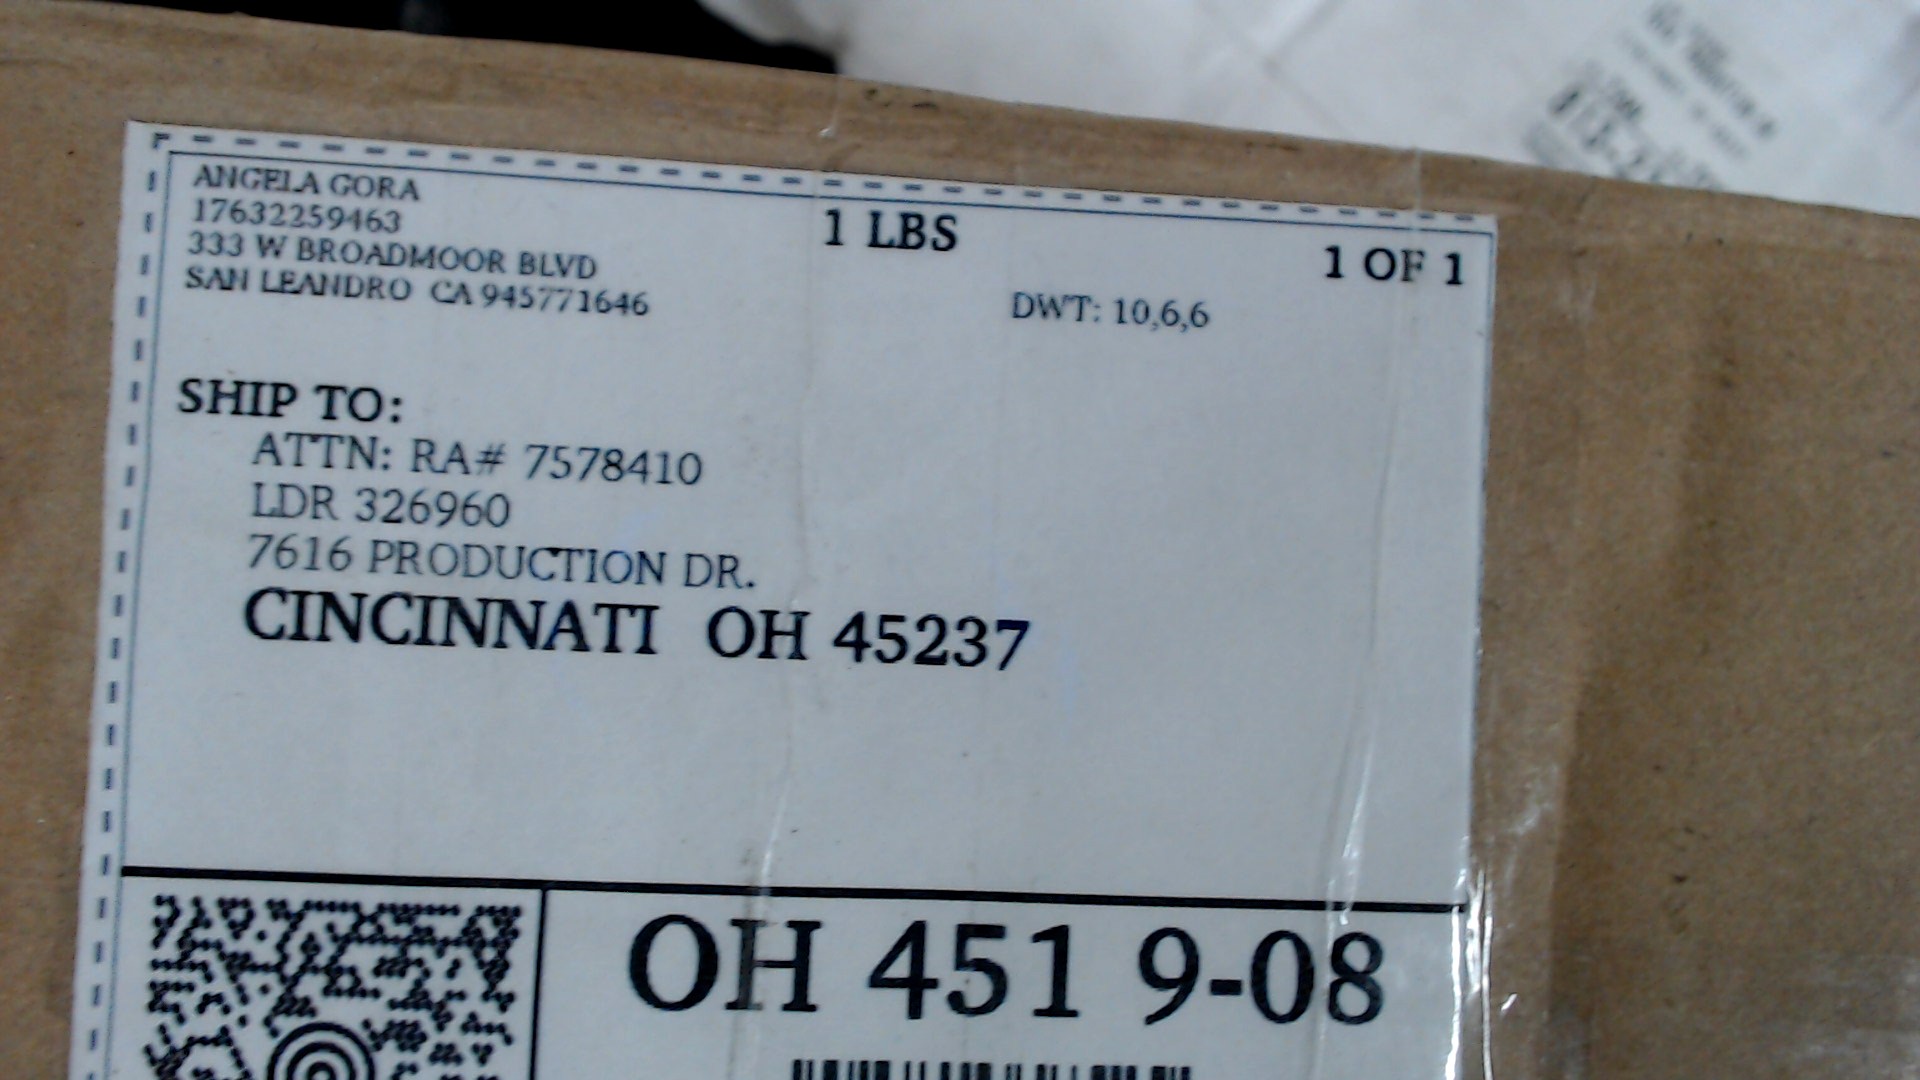 ANGELA GORA
17632259463
333 W BROADMOOR BLVD
SAN LEANDRO CA 945771646
1 LBS
1 OF 1
DWT: 10,6,6
SHIP TO:
ATTN: RA# 7578410
LDR 326960
7616 PRODUCTION DR.
CINCINNATI OH 45237
OH 451 9-08